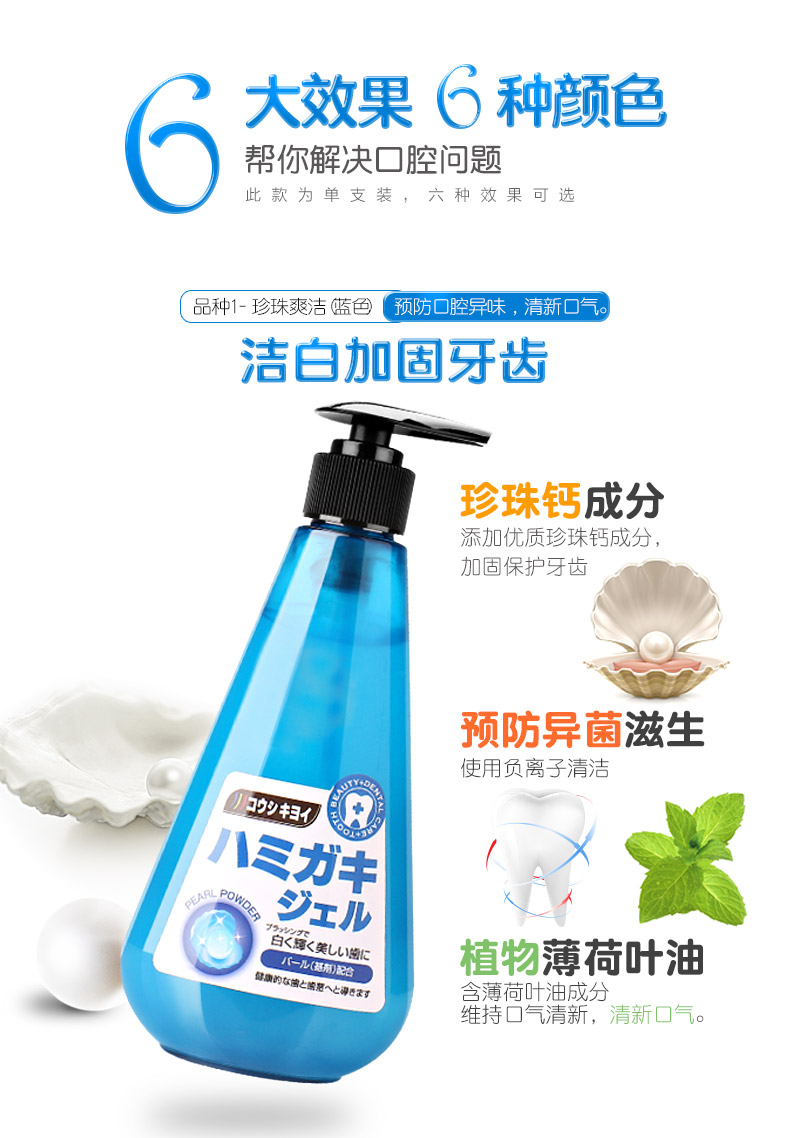 6大效果 6种颜色
帮你解决口腔问题
此款为单支装，六种效果可选
品种1- 珍珠爽洁(蓝色) 预防口腔异味，清新口气。
洁白加固牙齿
珍珠钙成分
添加优质珍珠钙成分，
加固保护牙齿
预防异菌滋生
使用负离子清洁
植物薄荷叶油
含薄荷叶油成分
维持口气清新，清新口气。
コウシキヨイ
BEAUTY+DENTAL CARE+TOOTH
ハミガキ
ジェル
PEARL POWDER
ブラッシングで
白く輝く美しい歯に
パール(基剤)配合
健康的な歯と歯茎へと導きます